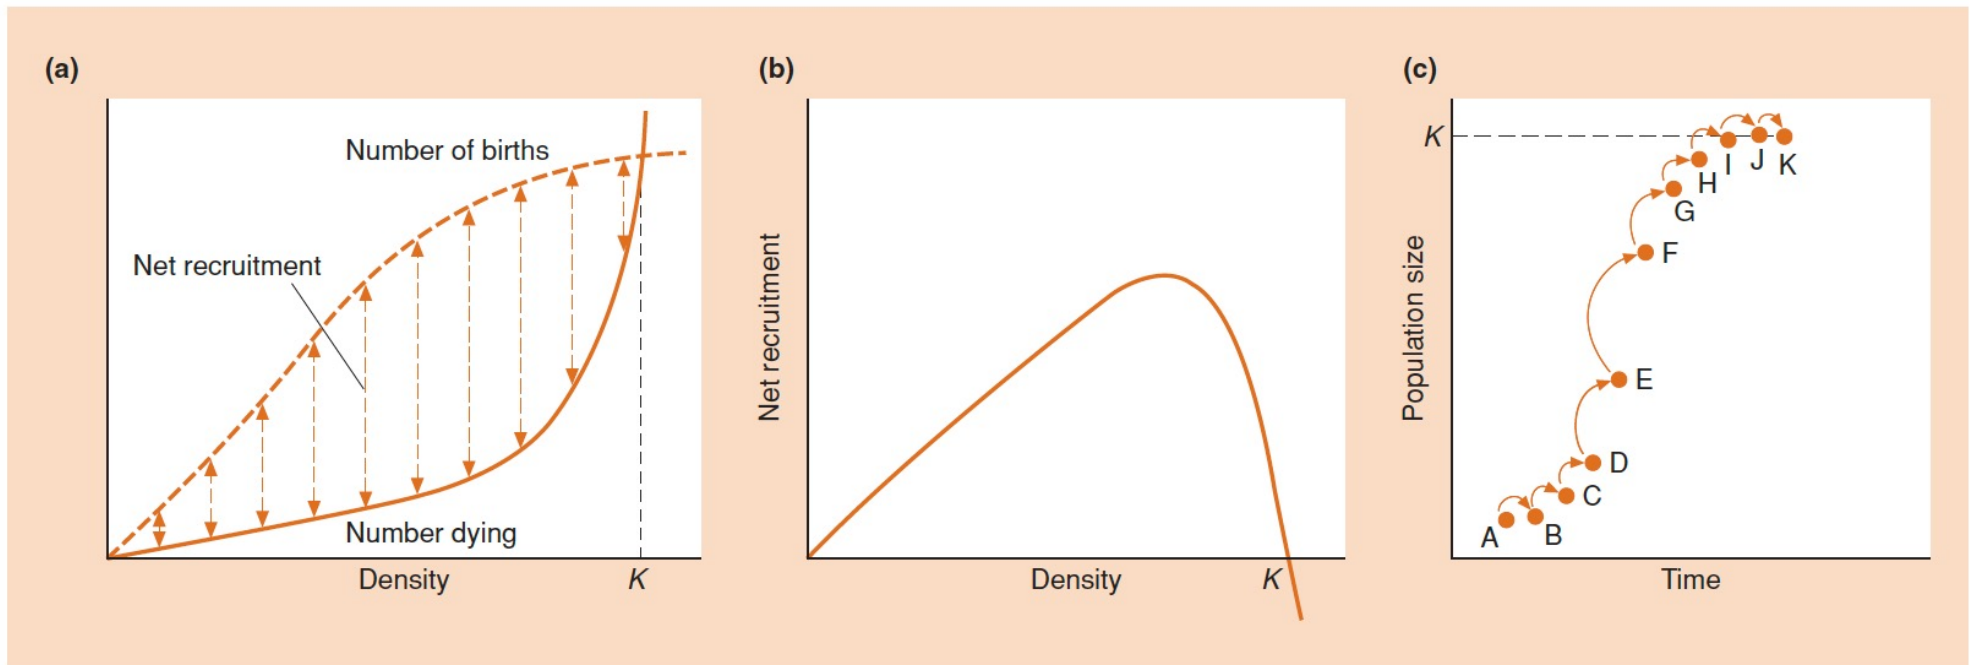 (a)
Number of births
Net recruitment
Number dying
Density
K
(b)
Net recruitment
Density
K
(c)
Population size
K
A
B
C
D
E
F
G
H
I
J
K
Time